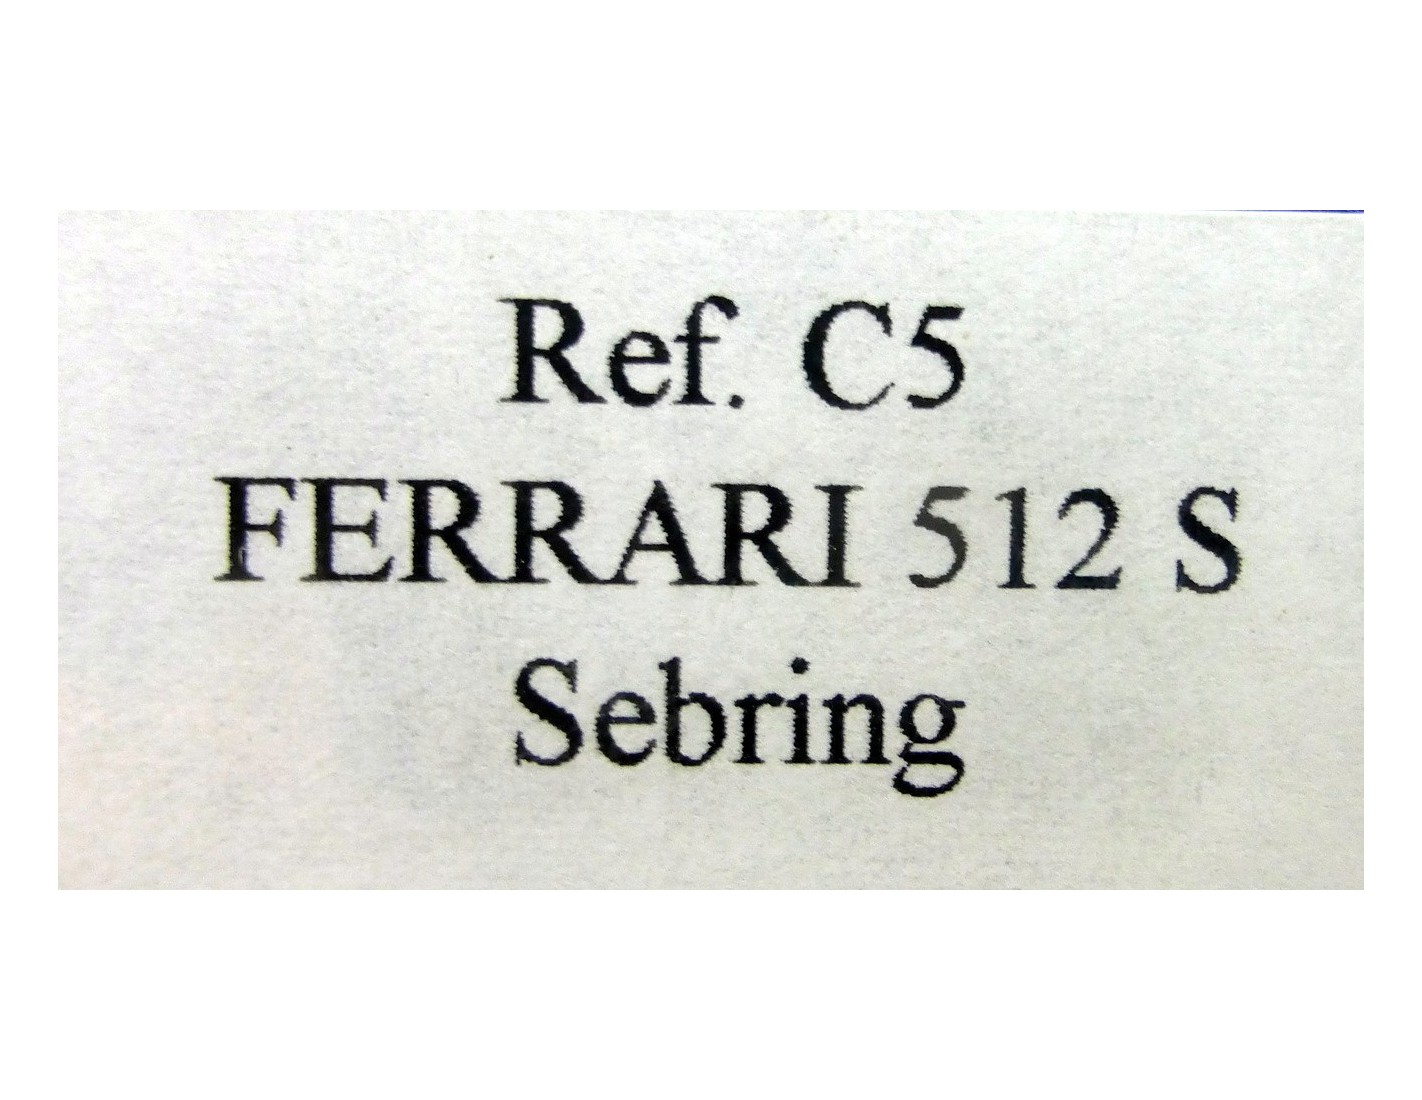 Ref. C5
FERRARI 512 S
Sebring